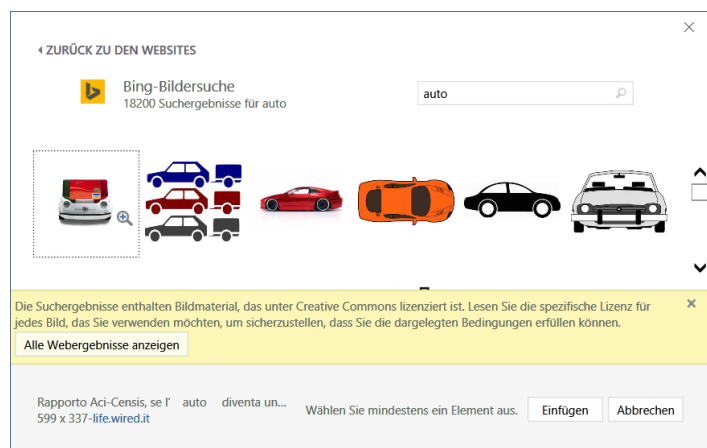 ZURÜCK ZU DEN WEBSITES
Bing-Bildersuche
18200 Suchergebnisse für auto
auto
Die Suchergebnisse enthalten Bildmaterial, das unter Creative Commons lizenziert ist. Lesen Sie die spezifische Lizenz für
jedes Bild, das Sie verwenden möchten, um sicherzustellen, dass Sie die dargelegten Bedingungen erfüllen können.
Alle Webergebnisse anzeigen
Rapporto Aci-Censis, se l' auto diventa un...
599 x 337-life.wired.it
Wählen Sie mindestens ein Element aus.
Einfügen
Abbrechen